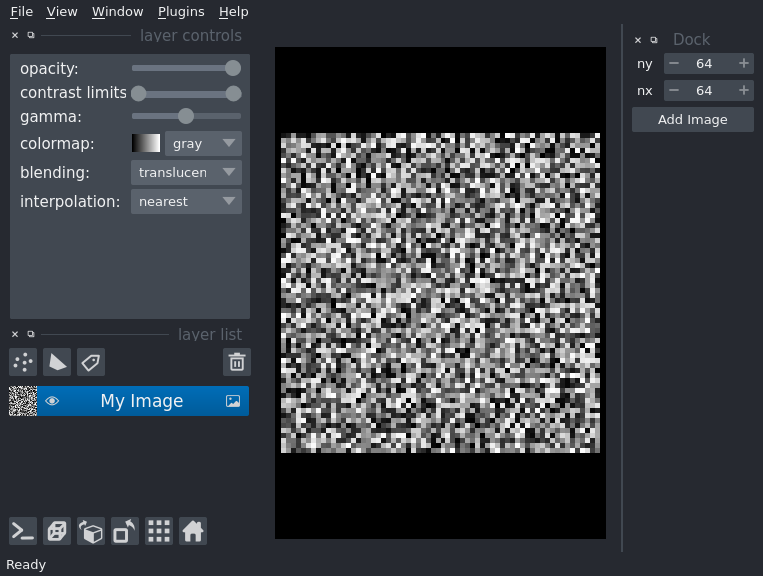 File View Window Plugins Help
layer controls
opacity:
contrast limits
gamma:
colormap: gray
blending: translucen
interpolation: nearest
layer list
My Image
Ready
Dock
ny 64
nx 64
Add Image